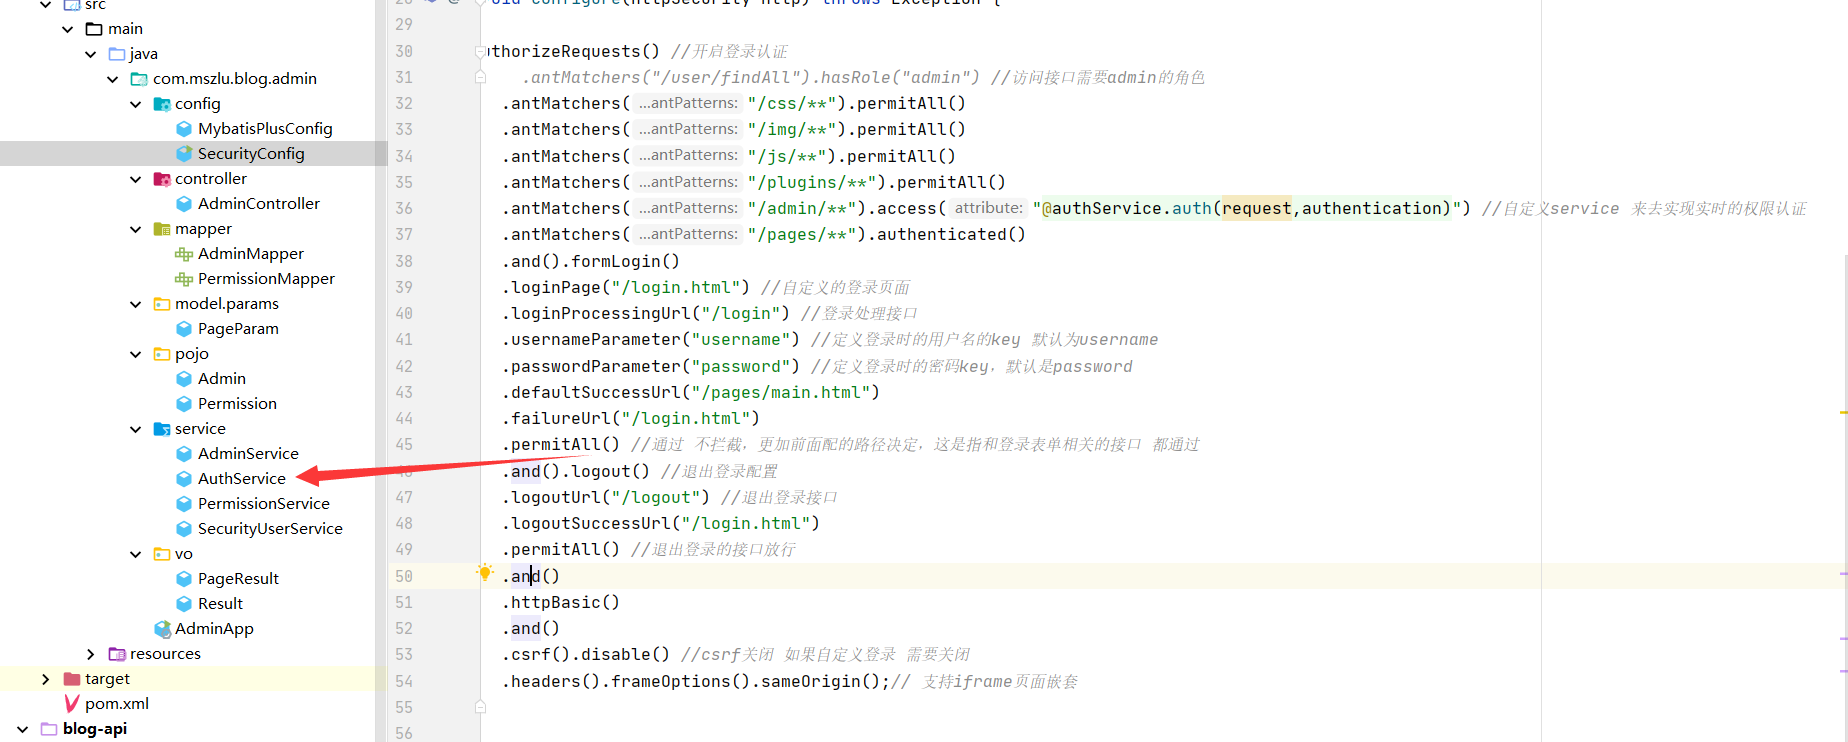 src
main
java
com.mszlu.blog.admin
config
MybatisPlusConfig
SecurityConfig
controller
AdminController
mapper
AdminMapper
PermissionMapper
model.params
PageParam
pojo
Admin
Permission
service
AdminService
AuthService
PermissionService
SecurityUserService
vo
PageResult
Result
AdminApp
resources
target
pom.xml
blog-api
29
30 thorizeRequests() //开启登录认证
31 .antMatchers("/user/findAll").hasRole("admin") //访问接口需要admin的角色
32 .antMatchers( ...antPatterns: "/css/**").permitAll()
33 .antMatchers( ...antPatterns: "/img/**").permitAll()
34 .antMatchers( ...antPatterns: "/js/**").permitAll()
35 .antMatchers( ...antPatterns: "/plugins/**").permitAll()
36 .antMatchers( ...antPatterns: "/admin/**").access( attribute: "@authService.auth(request,authentication)") //自定义service 来去实现实时的权限认证
37 .antMatchers( ...antPatterns: "/pages/**").authenticated()
38 .and().formLogin()
39 .loginPage("/login.html") //自定义的登录页面
40 .loginProcessingUrl("/login") //登录处理接口
41 .usernameParameter("username") //定义登录时的用户名的key 默认为username
42 .passwordParameter("password") //定义登录时的密码key，默认是password
43 .defaultSuccessUrl("/pages/main.html")
44 .failureUrl("/login.html")
45 .permitAll() //通过 不拦截，更加前面配的路径决定，这是指和登录表单相关的接口 都通过
.and().logout() //退出登录配置
47 .logoutUrl("/logout") //退出登录接口
48 .logoutSuccessUrl("/login.html")
49 .permitAll() //退出登录的接口放行
50 .and()
51 .httpBasic()
52 .and()
53 .csrf().disable() //csrf关闭 如果自定义登录 需要关闭
54 .headers().frameOptions().sameOrigin();// 支持iframe页面嵌套
55
56